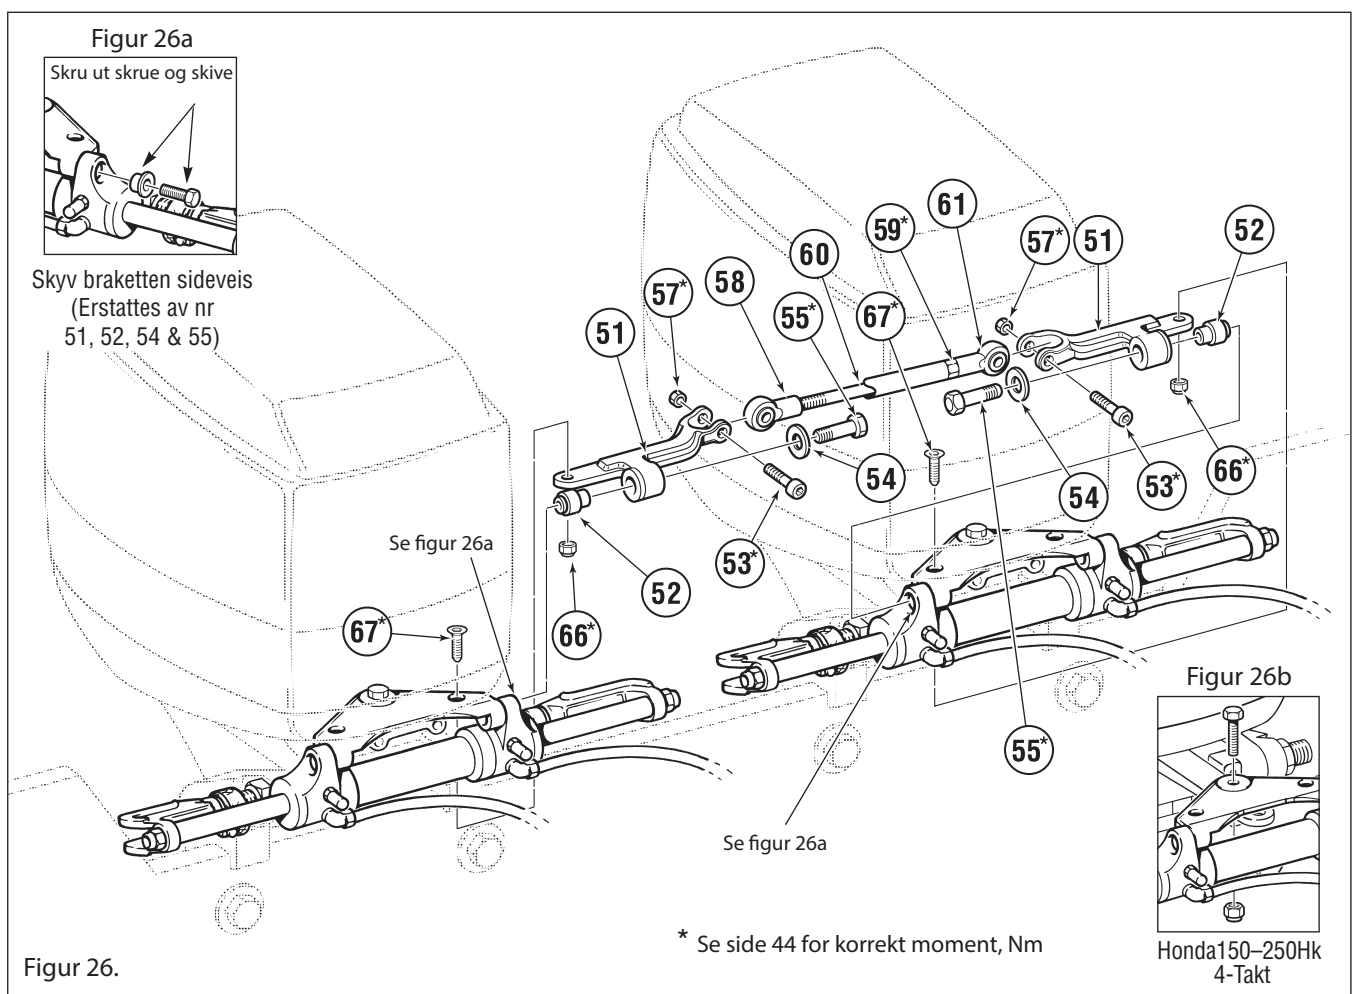 Figur 26a
Skru ut skrue og skive
Skyv braketten sideveis
(Erstattes av nr
51, 52, 54 & 55)
57*
51
58
55*
60
67*
59*
61
57*
51
52
54
53*
52
66*
54
53*
66*
Se figur 26a
67*
55*
Se figur 26a
Figur 26b
Honda150–250Hk
4-Takt
* Se side 44 for korrekt moment, Nm
Figur 26.